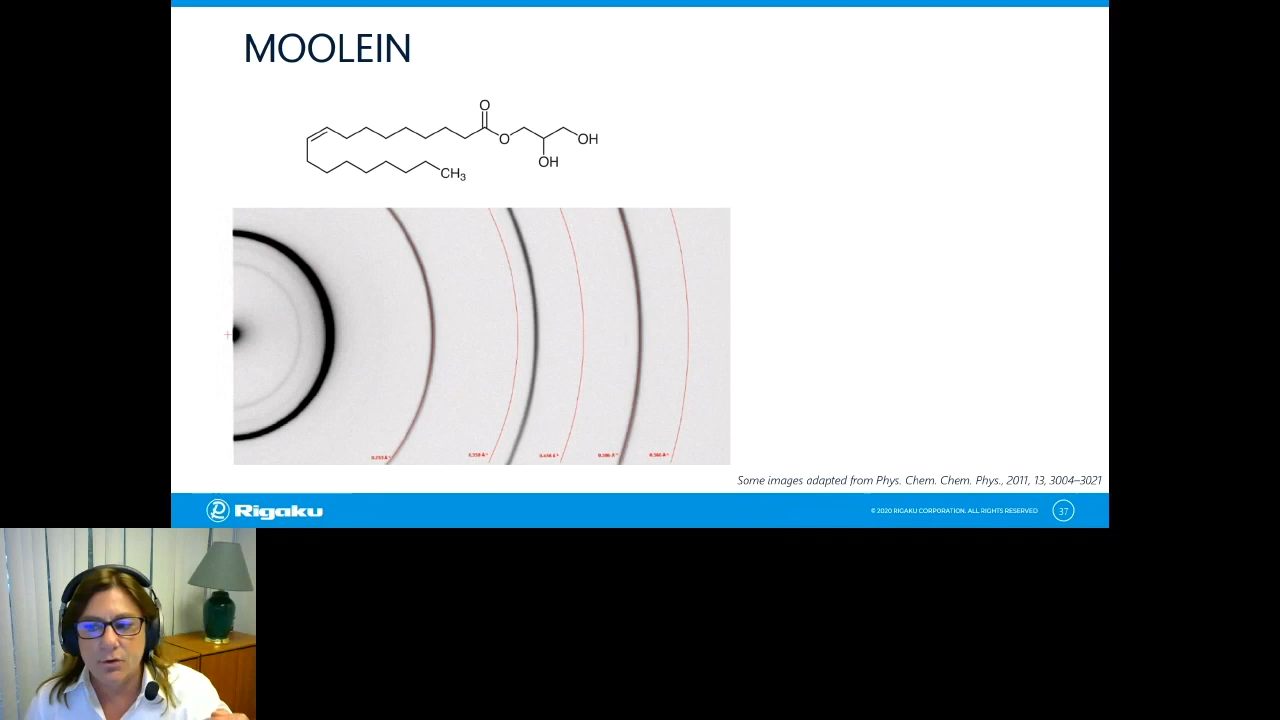 MOOLEIN
O
O
OH
OH
CH3
Some images adapted from Phys. Chem. Chem. Phys., 2011, 13, 3004–3021
Rigaku
© 2020 RIGAKU CORPORATION. ALL RIGHTS RESERVED
37